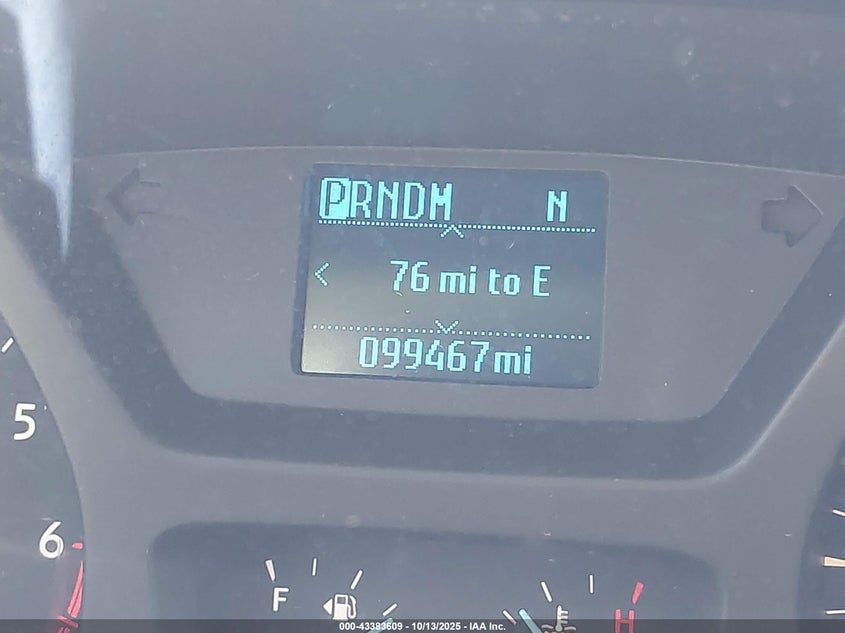 PRNDM N
76 mi to E
099467mi
5
6
F
H
000-43383609 - 10/13/2025 - IAA Inc.